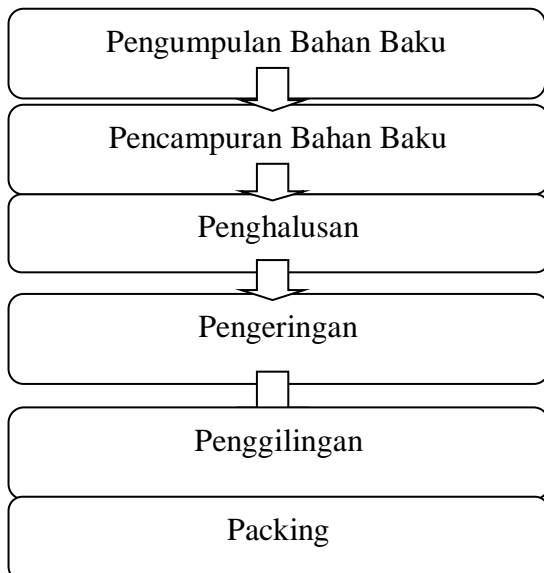 Pengumpulan Bahan Baku
Pencampuran Bahan Baku
Penghalusan
Pengeringan
Penggilingan
Packing